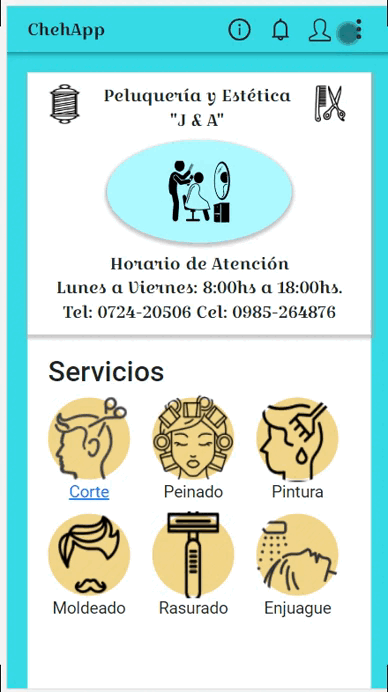 ChehApp
Peluquería y Estética
"J & A"
Horario de Atención
Lunes a Viernes: 8:00hs a 18:00hs.
Tel: 0724-20506 Cel: 0985-264876
Servicios
Corte Peinado Pintura
Moldeado Rasurado Enjuague